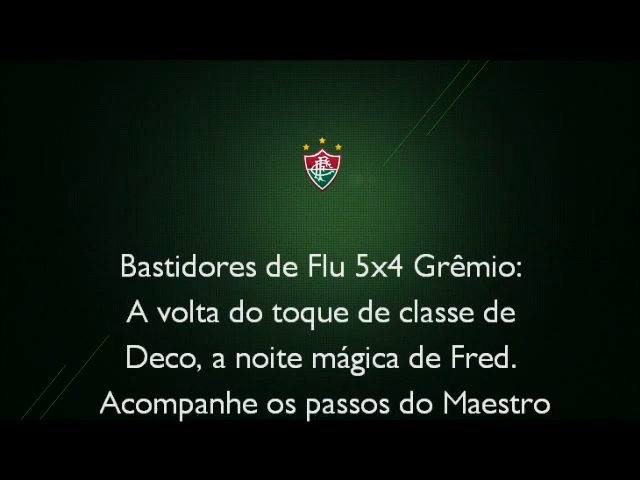 Bastidores de Flu 5x4 Grêmio:
A volta do toque de classe de
Deco, a noite mágica de Fred.
Acompanhe os passos do Maestro